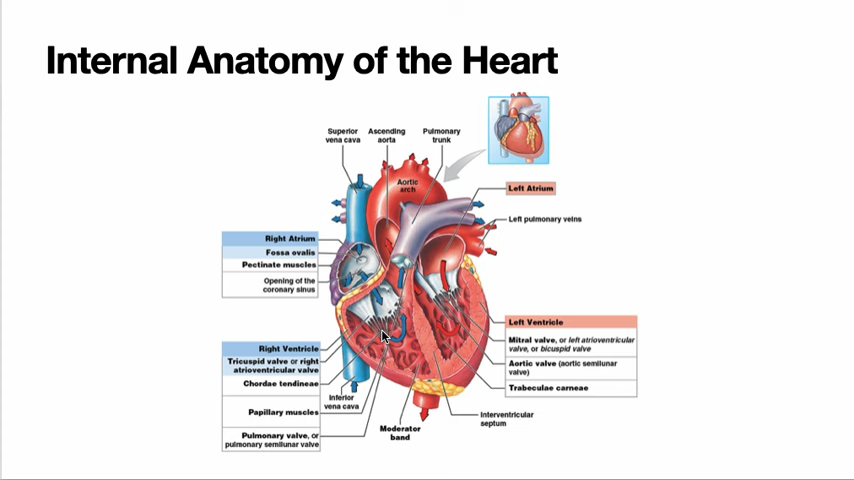 Internal Anatomy of the Heart
Superior
vena cava
Ascending
aorta
Pulmonary
trunk
Aortic
arch
Left Atrium
Left pulmonary veins
Right Atrium
Fossa ovalis
Pectinate muscles
Opening of the
coronary sinus
Left Ventricle
Mitral valve, or left atrioventricular
valve, or bicuspid valve
Aortic valve (aortic semilunar
valve)
Trabeculae carneae
Right Ventricle
Tricuspid valve or right
atrioventricular valve
Chordae tendineae
Papillary muscles
Pulmonary valve, or
pulmonary semilunar valve
Inferior
vena cava
Moderator
band
Interventricular
septum